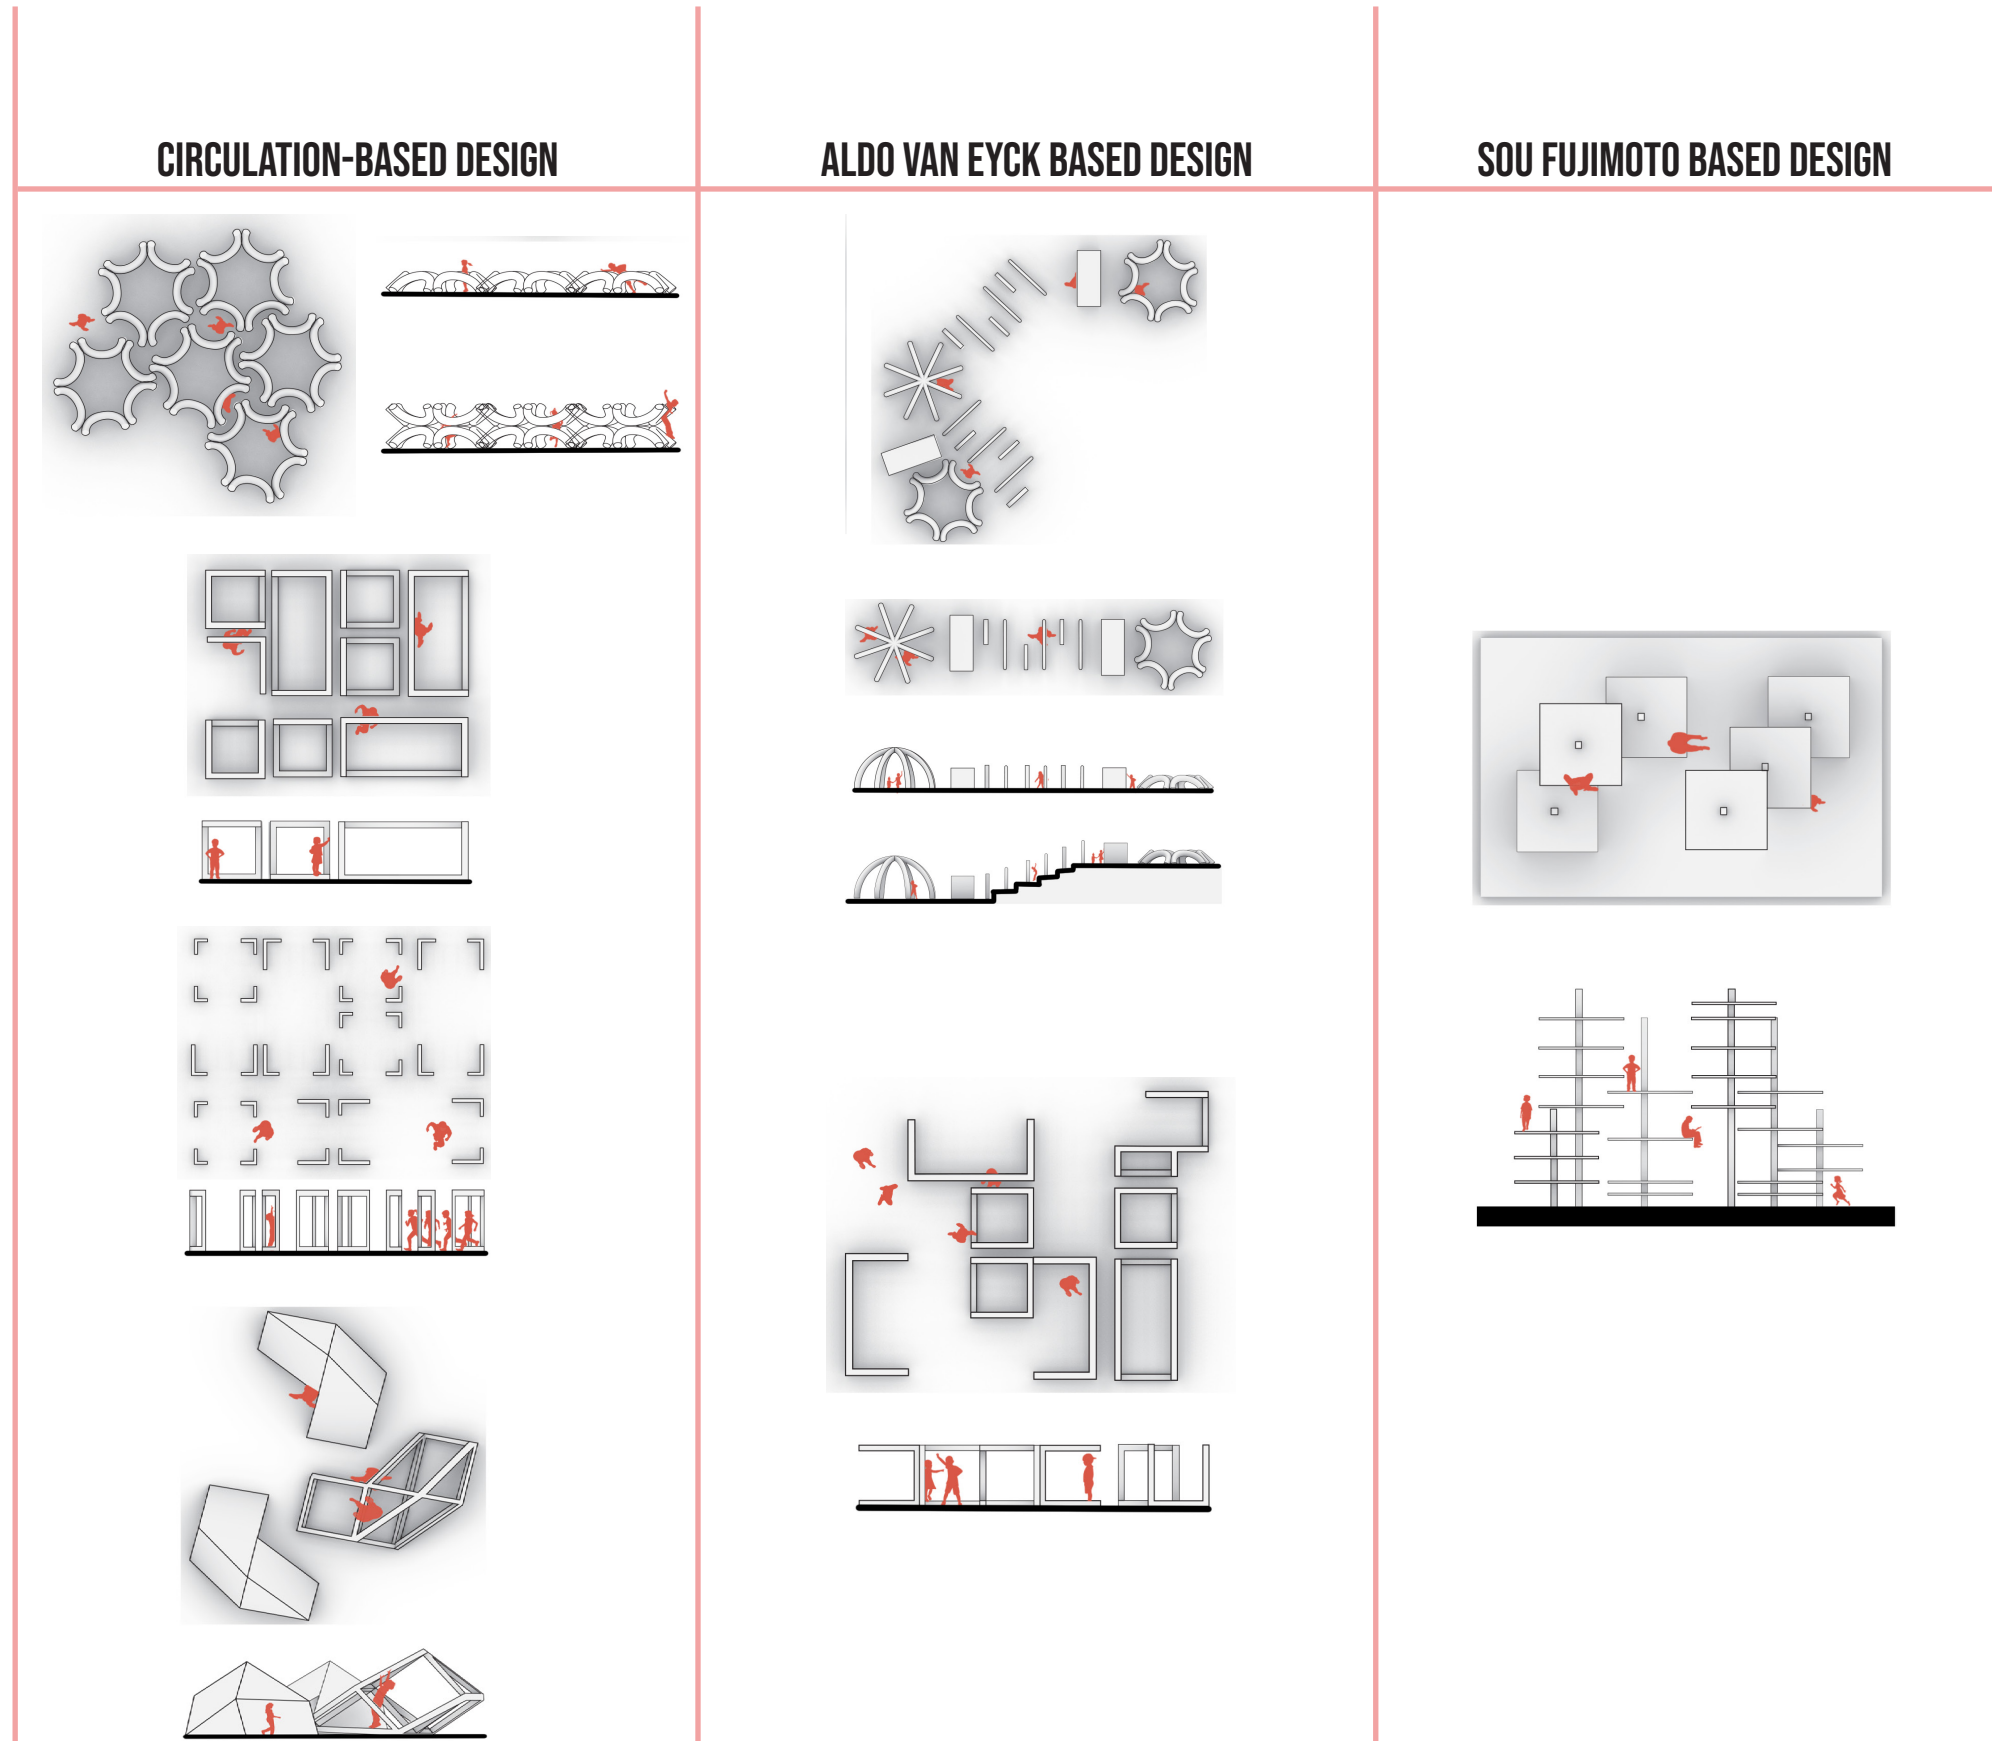 CIRCULATION-BASED DESIGN
ALDO VAN EYCK BASED DESIGN
SOU FUJIMOTO BASED DESIGN